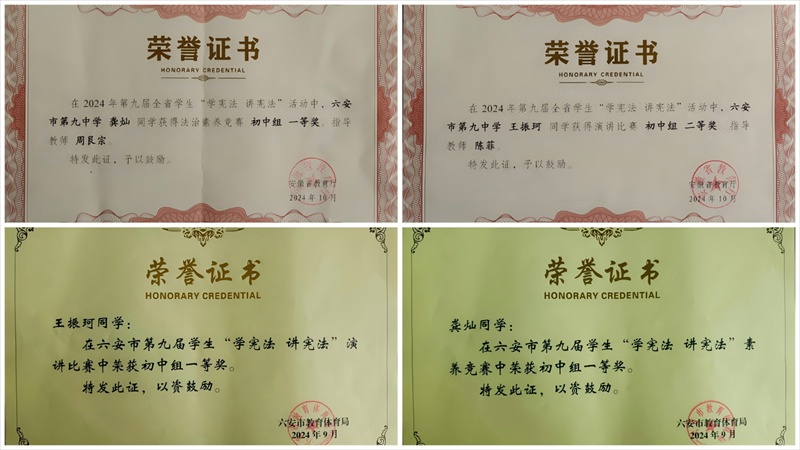 荣誉证书
HONORARY CREDENTIAL
在2024年第九届全省学生“学宪法 讲宪法”活动中，六安
市第九中学 龚灿 同学获得法治素养竞赛 初中组 一等奖。指导
教师 周良宗。
特发此证，予以鼓励。
安徽省教育厅
2024年10月
荣誉证书
HONORARY CREDENTIAL
在2024年第九届全省学生“学宪法 讲宪法”活动中，六安
市第九中学 王振珂 同学获得演讲比赛 初中组 二等奖 指导
教师 陈菲。
特发此证，予以鼓励。
安徽省教育厅
2024年10月
荣誉证书
HONORARY CREDENTIAL
王振珂同学：
在六安市第九届学生“学宪法 讲宪法”演
讲比赛中荣获初中组一等奖。
特发此证，以资鼓励。
六安市教育体育局
2024年9月
荣誉证书
HONORARY CREDENTIAL
龚灿同学：
在六安市第九届学生“学宪法 讲宪法”素
养竞赛中荣获初中组一等奖。
特发此证，以资鼓励。
六安市教育体育局
2024年9月